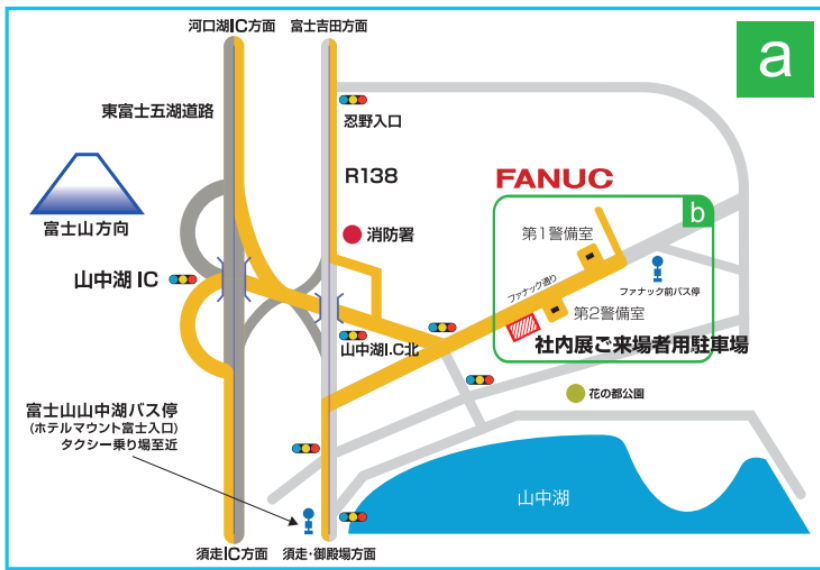 河口湖IC方面
富士吉田方面
a
東富士五湖道路
忍野入口
R138
FANUC
b
富士山方向
消防署
第1警備室
山中湖 IC
ファナック通り
ファナック前バス停
第2警備室
山中湖I.C北
社内展ご来場者用駐車場
花の都公園
富士山山中湖バス停
(ホテルマウント富士入口)
タクシー乗り場至近
山中湖
須走IC方面
須走・御殿場方面